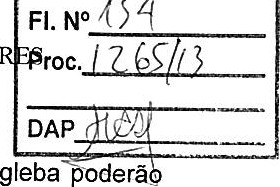 Fl. Nº 134
RES
Proc. 1265/13
DAP
gleba poderão